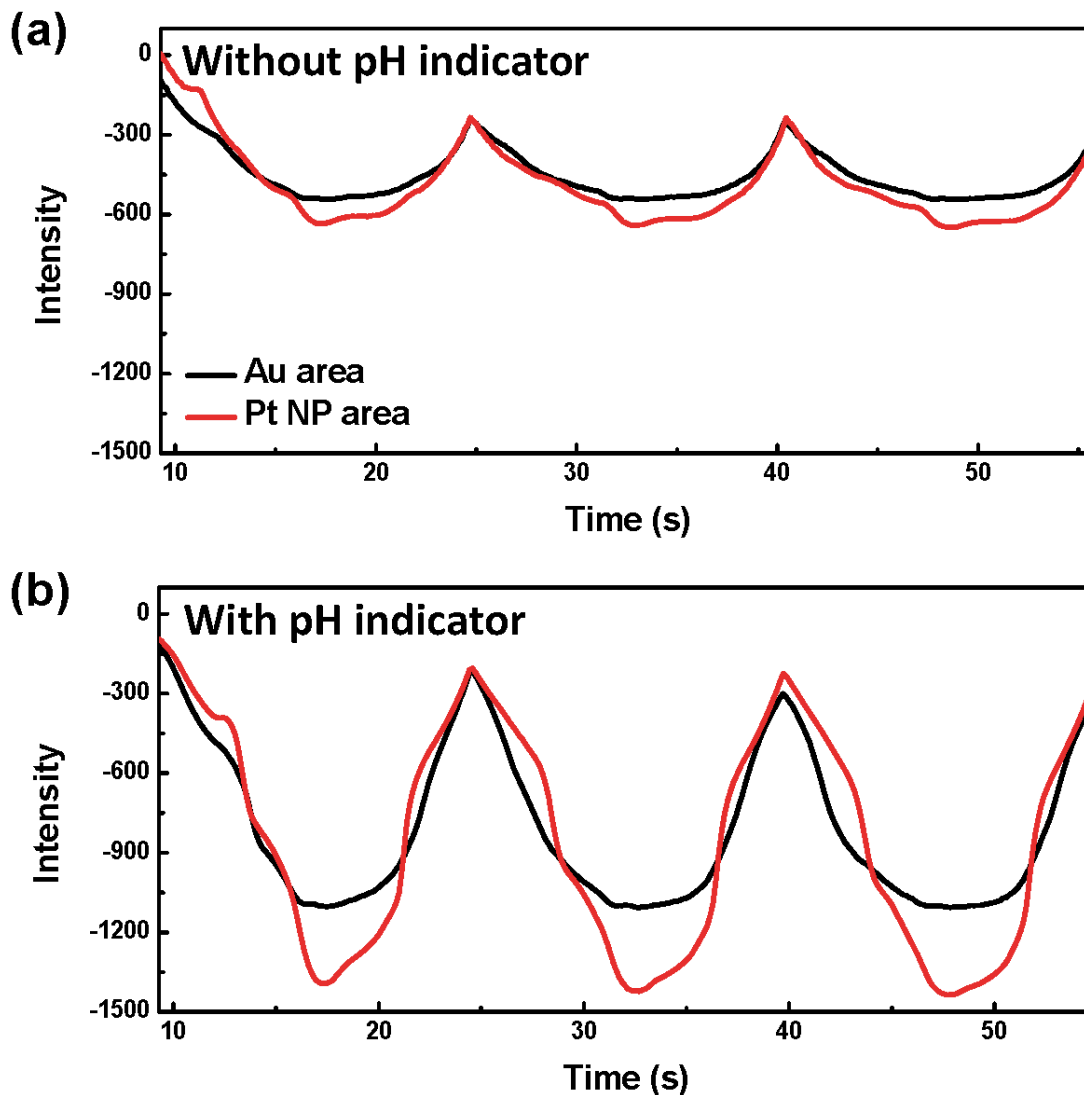 (a)
Without pH indicator
0
-300
-600
-900
-1200
-1500
Intensity
Au area
Pt NP area
10 20 30 40 50
Time (s)
(b)
With pH indicator
0
-300
-600
-900
-1200
-1500
Intensity
10 20 30 40 50
Time (s)